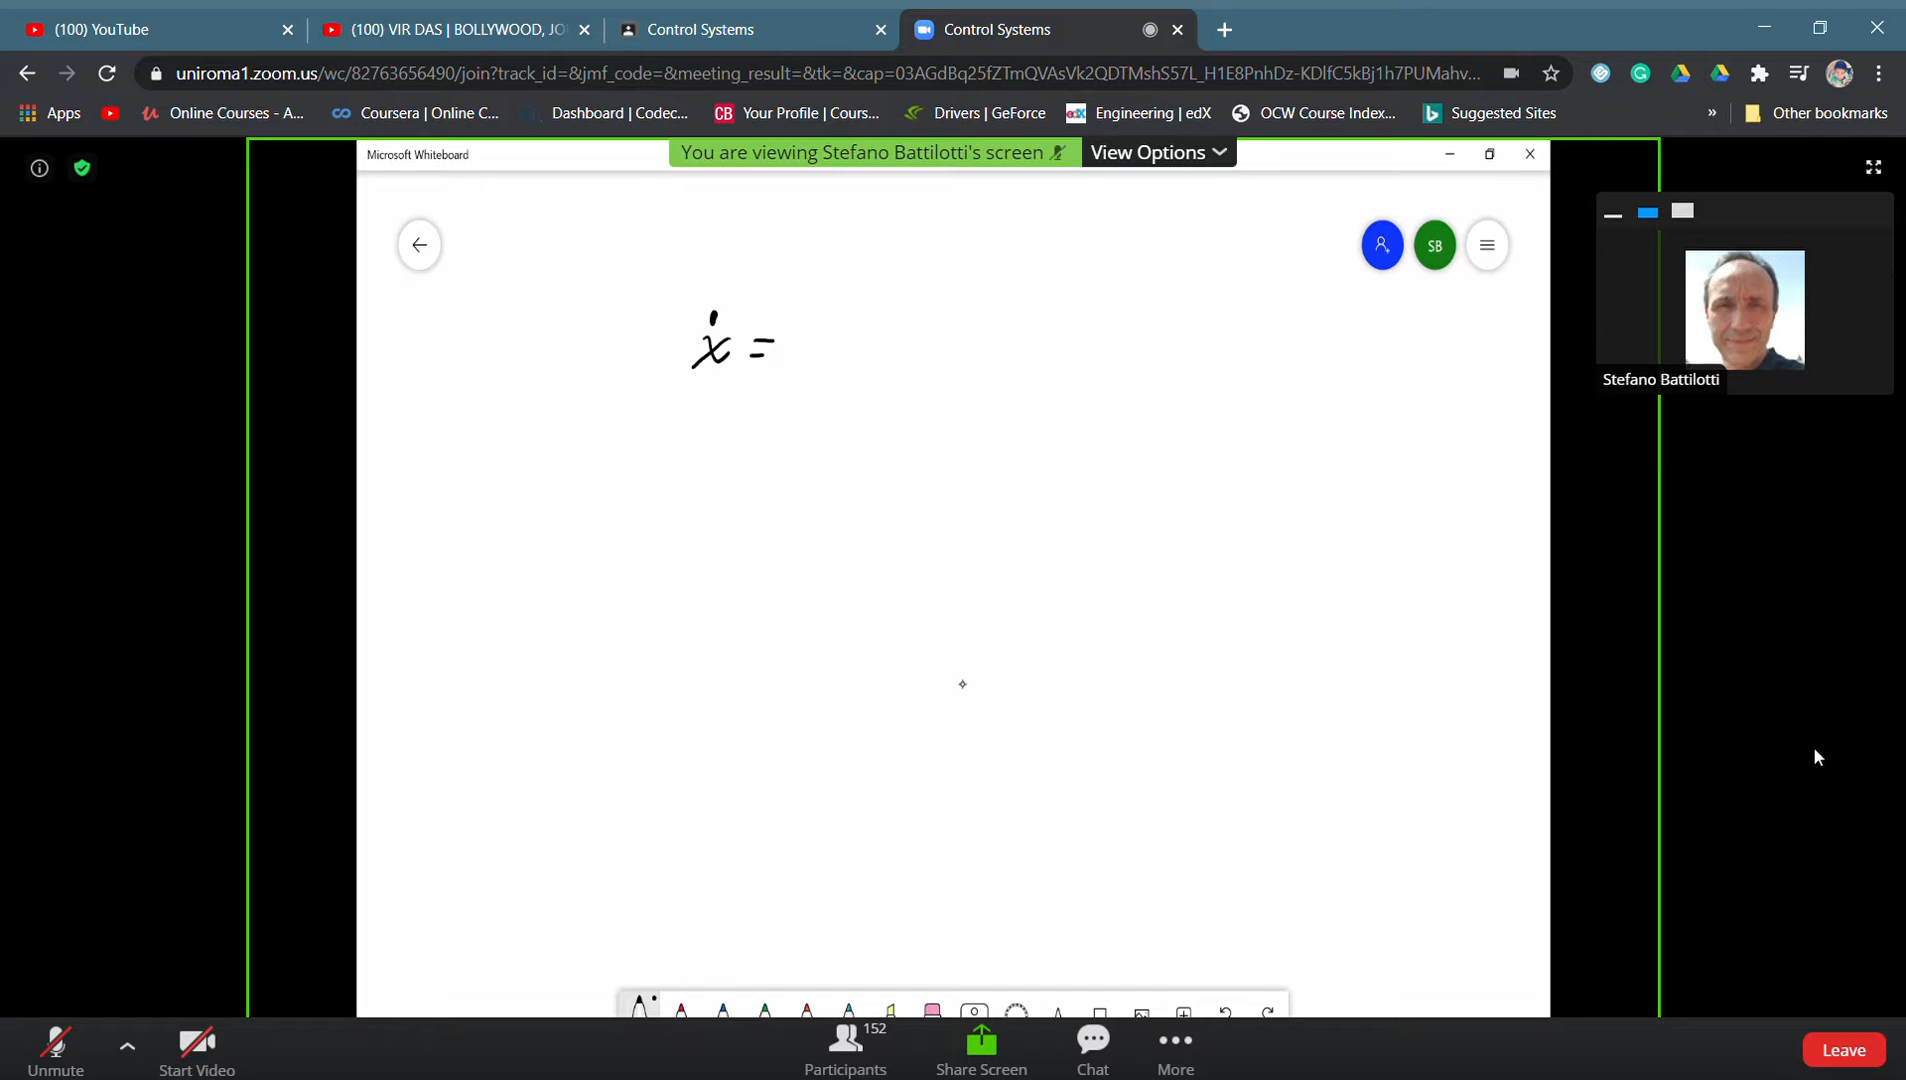 (100) YouTube
(100) VIR DAS | BOLLYWOOD, JO
Control Systems
Control Systems
uniroma1.zoom.us/wc/82763656490/join?track_id=&jmf_code=&meeting_result=&tk=&cap=03AGdBq25fZTmQVAsVk2QDTMshS57L_H1E8PnhDz-KDlfC5kBj1h7PUMahv...
Apps
Online Courses - A...
Coursera | Online C...
Dashboard | Codec...
CB
Your Profile | Cours...
Drivers | GeForce
edX
Engineering | edX
OCW Course Index...
Suggested Sites
»
Other bookmarks
Microsoft Whiteboard
You are viewing Stefano Battilotti's screen
View Options
SB
ẋ =
Stefano Battilotti
Unmute
Start Video
152
Participants
Share Screen
Chat
More
Leave